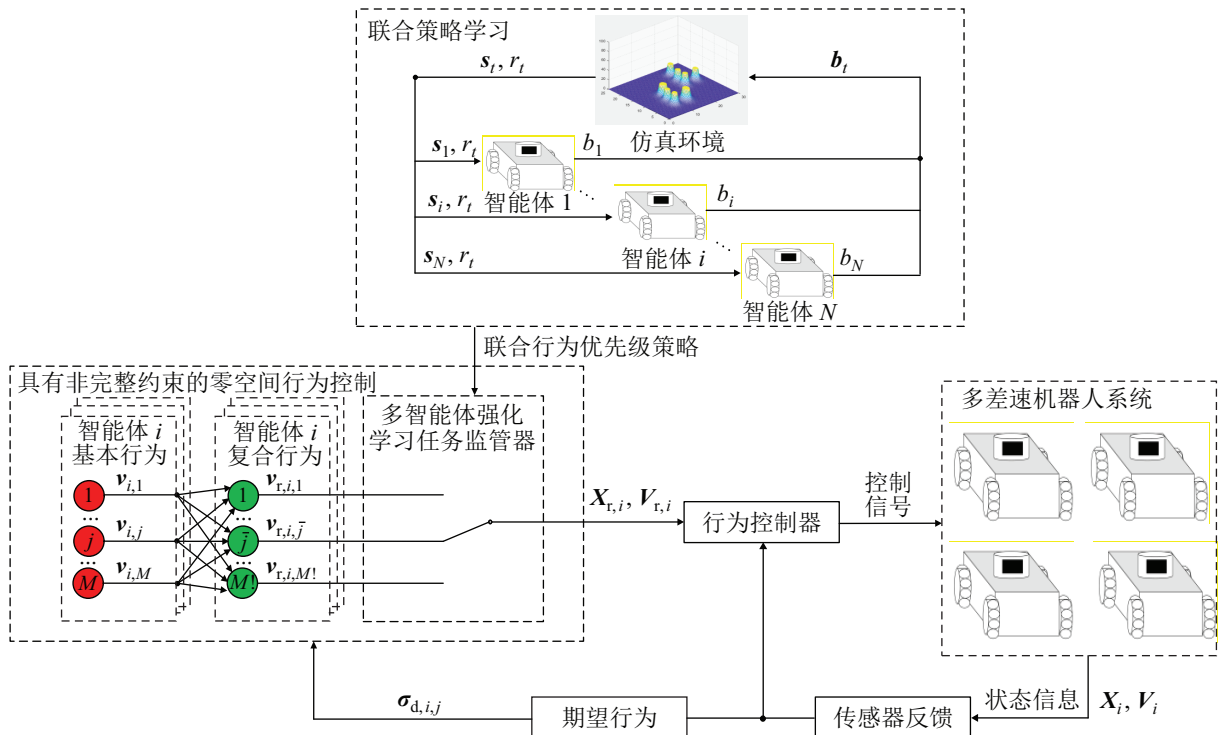 联合策略学习
s_t, r_t
b_t
仿真环境
s_1, r_t
b_1
智能体 1
...
s_i, r_t
b_i
智能体 i
...
s_N, r_t
b_N
智能体 N
联合行为优先级策略
具有非完整约束的零空间行为控制
智能体 i
基本行为
智能体 i
复合行为
多智能体强化
学习任务监管器
1
v_{i,1}
1
v_{r,i,1}
...
...
j
v_{i,j}
j̄
v_{r,i,j̄}
...
...
M
v_{i,M}
M!
v_{r,i,M!}
X_{r,i}, V_{r,i}
行为控制器
控制
信号
多差速机器人系统
σ_{d,i,j}
期望行为
传感器反馈
状态信息
X_i, V_i